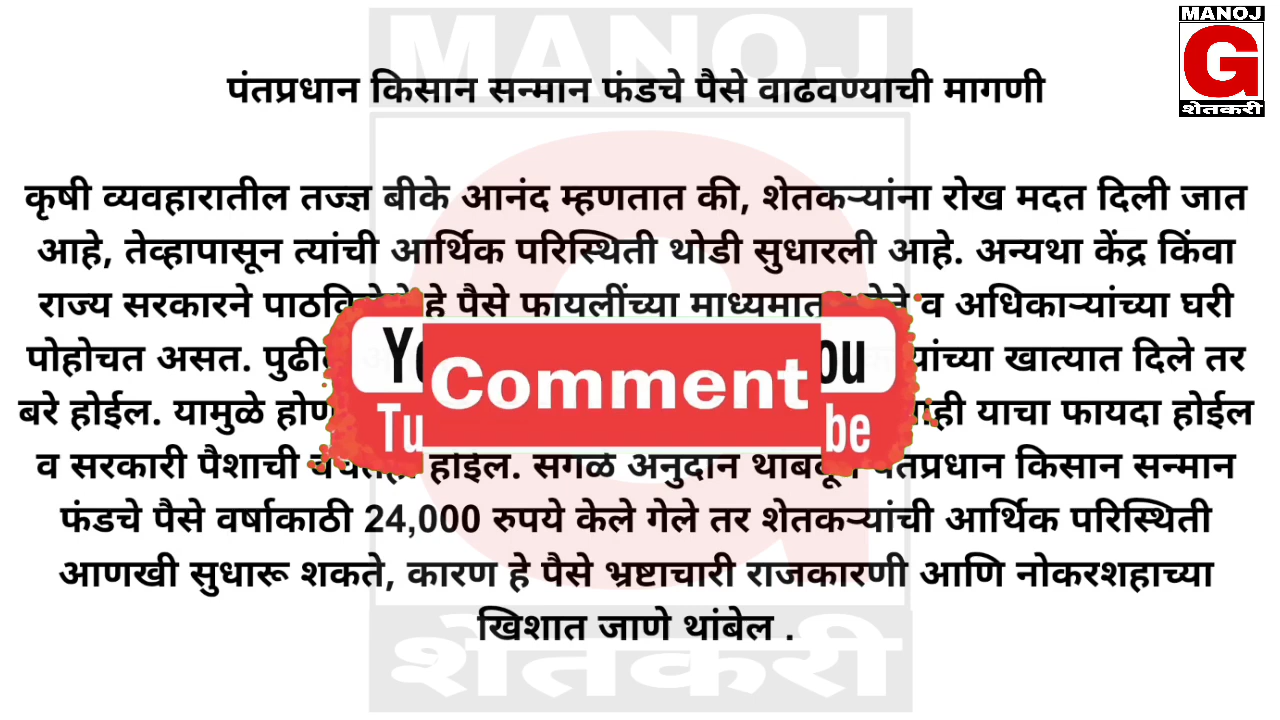 MANOJ
G
शेतकरी
MANOJ
पंतप्रधान किसान सन्मान फंडचे पैसे वाढवण्याची मागणी
कृषी व्यवहारातील तज्ज्ञ बीके आनंद म्हणतात की, शेतकऱ्यांना रोख मदत दिली जात
आहे, तेव्हापासून त्यांची आर्थिक परिस्थिती थोडी सुधारली आहे. अन्यथा केंद्र किंवा
राज्य सरकारने हे पैसे फायलींच्या व अधिकाऱ्यांच्या घरी
पोहोचत असत. खात्यात दिले तर
बरे होईल. यामुळे याचा फायदा होईल
व सरकारी पैशाची होईल. सगळे अनुदान पंतप्रधान किसान सन्मान
फंडचे पैसे वर्षाकाठी 24,000 रुपये केले गेले तर शेतकऱ्यांची आर्थिक परिस्थिती
आणखी सुधारू शकते, कारण हे पैसे भ्रष्टाचारी राजकारणी आणि नोकरशहाच्या
खिशात जाणे थांबेल .
Comment
शेतकरी